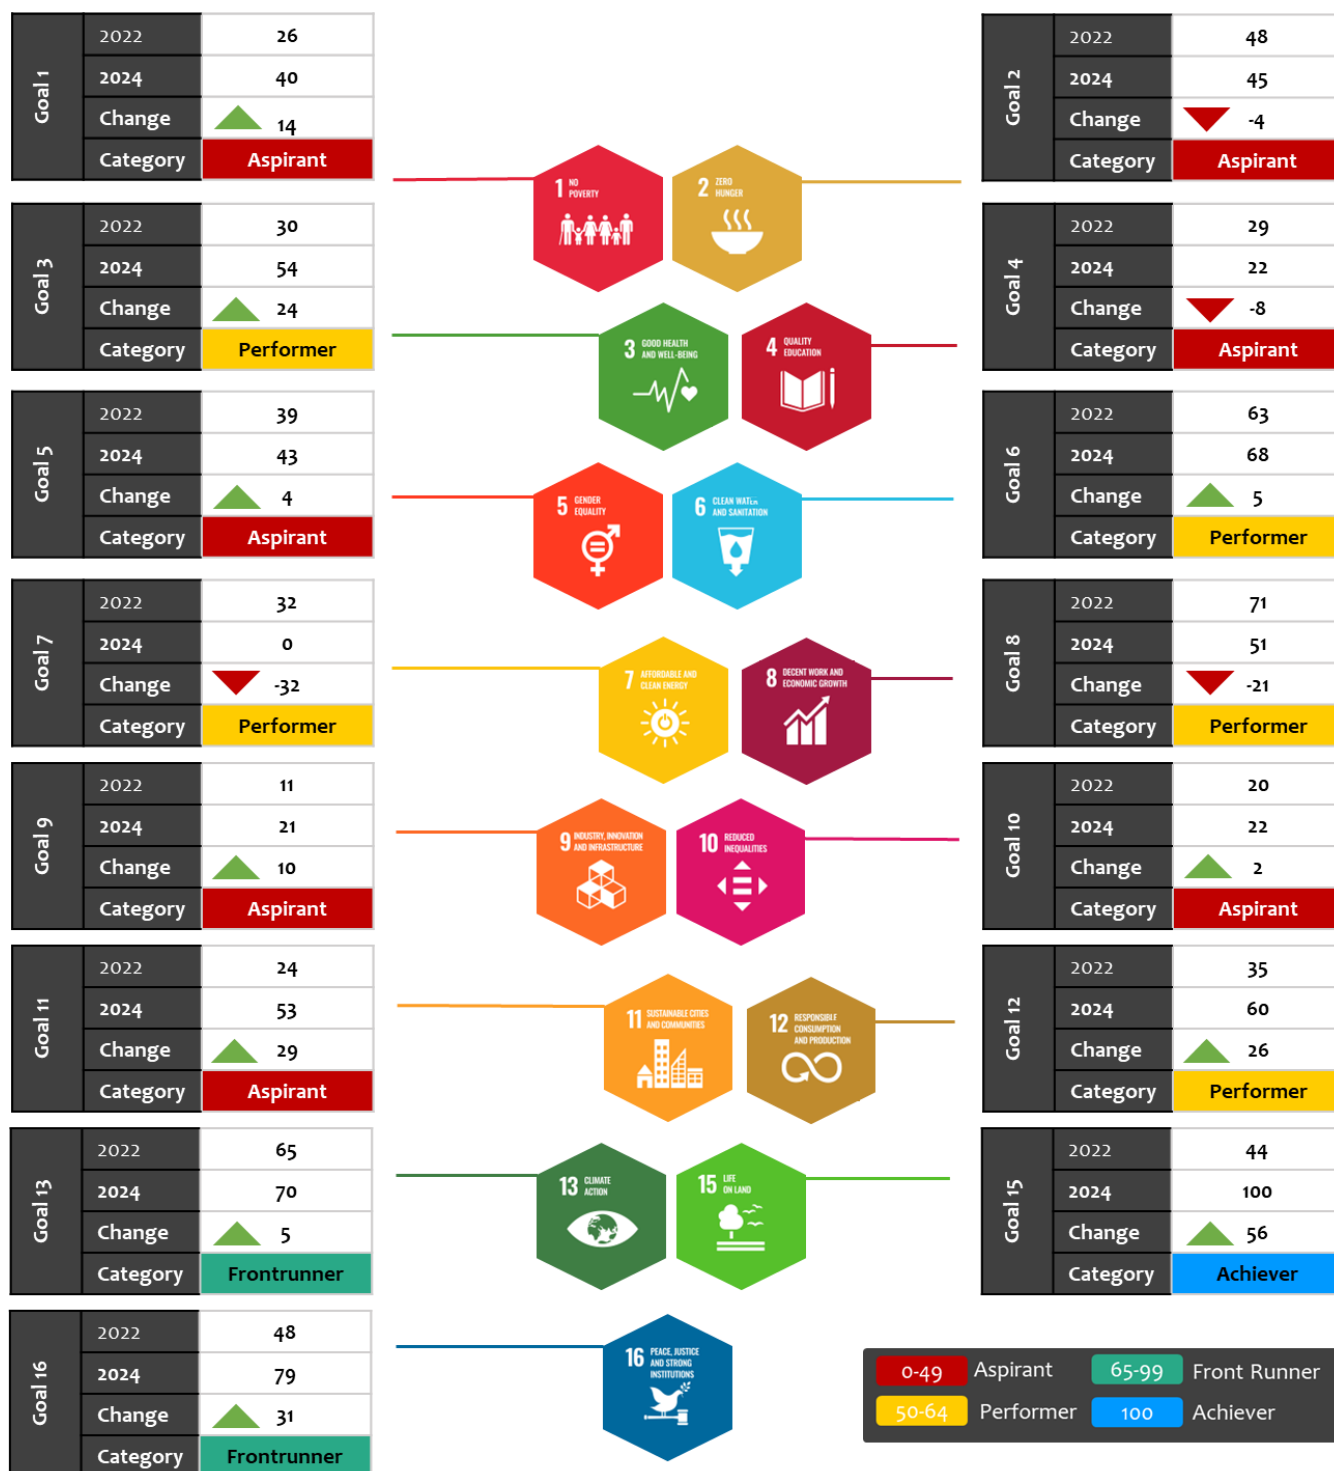 Goal 1
2022 26
2024 40
Change 14
Category Aspirant
Goal 2
2022 48
2024 45
Change -4
Category Aspirant
1 NO
POVERTY
2 ZERO
HUNGER
Goal 3
2022 30
2024 54
Change 24
Category Performer
Goal 4
2022 29
2024 22
Change -8
Category Aspirant
3 GOOD HEALTH
AND WELL-BEING
4 QUALITY
EDUCATION
Goal 5
2022 39
2024 43
Change 4
Category Aspirant
Goal 6
2022 63
2024 68
Change 5
Category Performer
5 GENDER
EQUALITY
6 CLEAN WATER
AND SANITATION
Goal 7
2022 32
2024 0
Change -32
Category Performer
Goal 8
2022 71
2024 51
Change -21
Category Performer
7 AFFORDABLE AND
CLEAN ENERGY
8 DECENT WORK AND
ECONOMIC GROWTH
Goal 9
2022 11
2024 21
Change 10
Category Aspirant
Goal 10
2022 20
2024 22
Change 2
Category Aspirant
9 INDUSTRY, INNOVATION
AND INFRASTRUCTURE
10 REDUCED
INEQUALITIES
Goal 11
2022 24
2024 53
Change 29
Category Aspirant
Goal 12
2022 35
2024 60
Change 26
Category Performer
11 SUSTAINABLE CITIES
AND COMMUNITIES
12 RESPONSIBLE
CONSUMPTION
AND PRODUCTION
Goal 13
2022 65
2024 70
Change 5
Category Frontrunner
Goal 15
2022 44
2024 100
Change 56
Category Achiever
13 CLIMATE
ACTION
15 LIFE
ON LAND
Goal 16
2022 48
2024 79
Change 31
Category Frontrunner
16 PEACE, JUSTICE
AND STRONG
INSTITUTIONS
0-49 Aspirant
65-99 Front Runner
50-64 Performer
100 Achiever